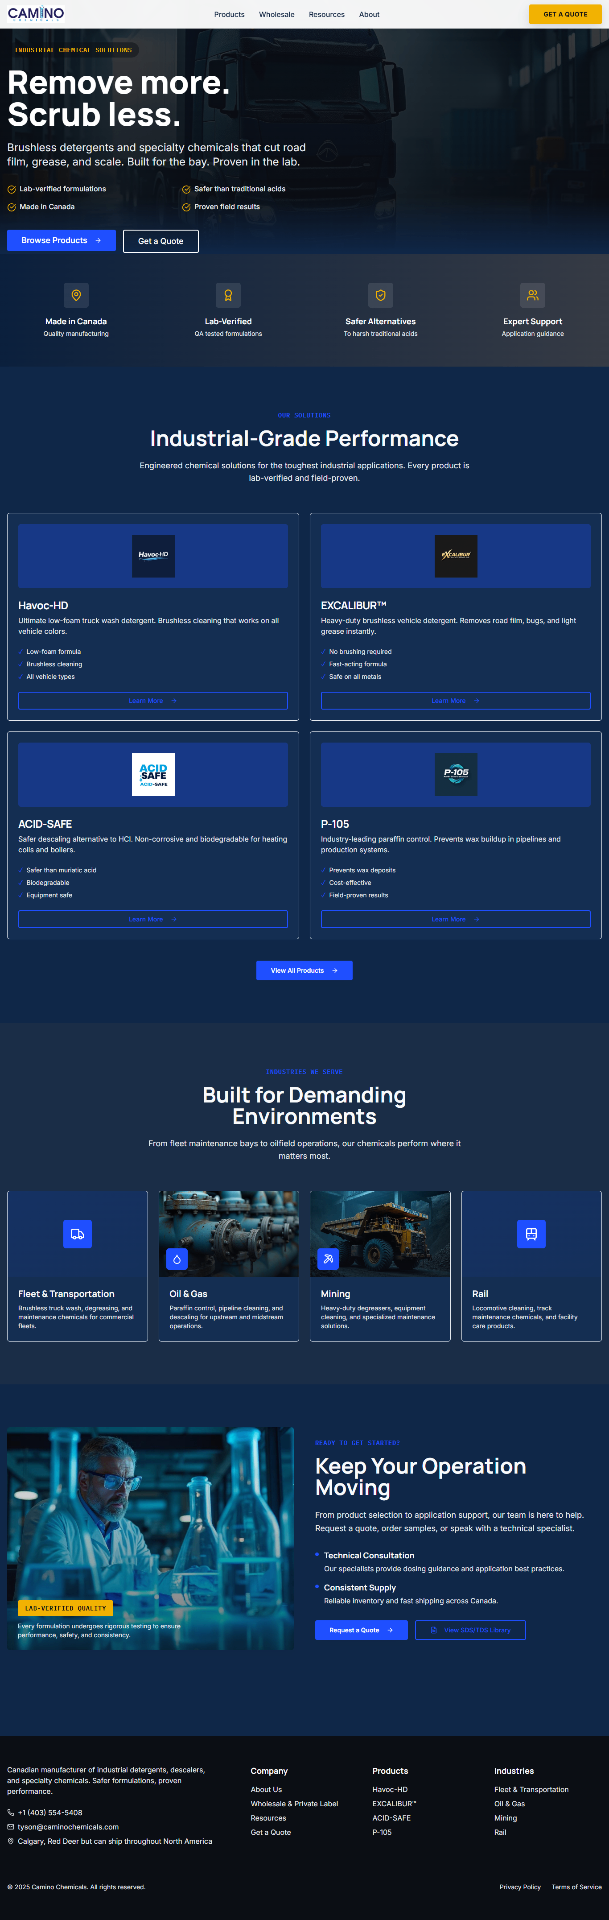 CAMINO
CHEMICALS
Products
Wholesale
Resources
About
GET A QUOTE
INDUSTRIAL CHEMICAL SOLUTIONS
Remove more.
Scrub less.
Brushless detergents and specialty chemicals that cut road
film, grease, and scale. Built for the bay. Proven in the lab.
Lab-verified formulations
Safer than traditional acids
Made in Canada
Proven field results
Browse Products
Get a Quote
Made in Canada
Quality manufacturing
Lab-Verified
QA tested formulations
Safer Alternatives
To harsh traditional acids
Expert Support
Application guidance
OUR SOLUTIONS
Industrial-Grade Performance
Engineered chemical solutions for the toughest industrial applications. Every product is
lab-verified and field-proven.
Havoc-HD
Havoc-HD
Ultimate low-foam truck wash detergent. Brushless cleaning that works on all
vehicle colors.
Low-foam formula
Brushless cleaning
All vehicle types
Learn More
EXCALIBUR
EXCALIBUR™
Heavy-duty brushless vehicle detergent. Removes road film, bugs, and light
grease instantly.
No brushing required
Fast-acting formula
Safe on all metals
Learn More
ACID
SAFE
ACID-SAFE
ACID-SAFE
Safer descaling alternative to HCl. Non-corrosive and biodegradable for heating
coils and boilers.
Safer than muriatic acid
Biodegradable
Equipment safe
Learn More
P-105
P-105
Industry-leading paraffin control. Prevents wax buildup in pipelines and
production systems.
Prevents wax deposits
Cost-effective
Field-proven results
Learn More
View All Products
INDUSTRIES WE SERVE
Built for Demanding
Environments
From fleet maintenance bays to oilfield operations, our chemicals perform where it
matters most.
Fleet & Transportation
Brushless truck wash, degreasing, and
maintenance chemicals for commercial
fleets.
Oil & Gas
Paraffin control, pipeline cleaning, and
descaling for upstream and midstream
operations.
Mining
Heavy-duty degreasers, equipment
cleaning, and specialized maintenance
solutions.
Rail
Locomotive cleaning, track
maintenance chemicals, and facility
care products.
LAB-VERIFIED QUALITY
Every formulation undergoes rigorous testing to ensure
performance, safety, and consistency.
READY TO GET STARTED?
Keep Your Operation
Moving
From product selection to application support, our team is here to help.
Request a quote, order samples, or speak with a technical specialist.
Technical Consultation
Our specialists provide dosing guidance and application best practices.
Consistent Supply
Reliable inventory and fast shipping across Canada.
Request a Quote
View SDS/TDS Library
Canadian manufacturer of industrial detergents, descalers,
and specialty chemicals. Safer formulations, proven
performance.
+1 (403) 554-5408
tyson@caminochemicals.com
Calgary, Red Deer but can ship throughout North America
Company
About Us
Wholesale & Private Label
Resources
Get a Quote
Products
Havoc-HD
EXCALIBUR™
ACID-SAFE
P-105
Industries
Fleet & Transportation
Oil & Gas
Mining
Rail
© 2025 Camino Chemicals. All rights reserved.
Privacy Policy
Terms of Service